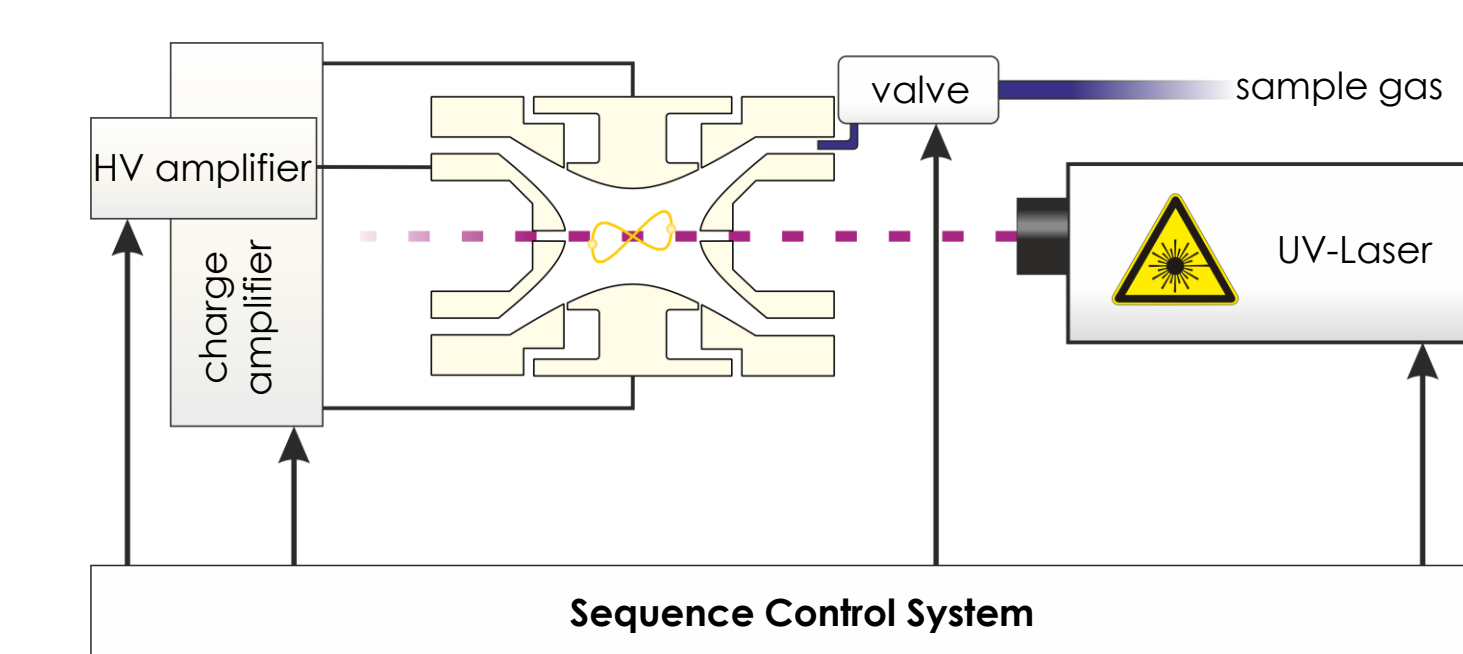 valve
sample gas
HV amplifier
UV-Laser
charge
amplifier
Sequence Control System